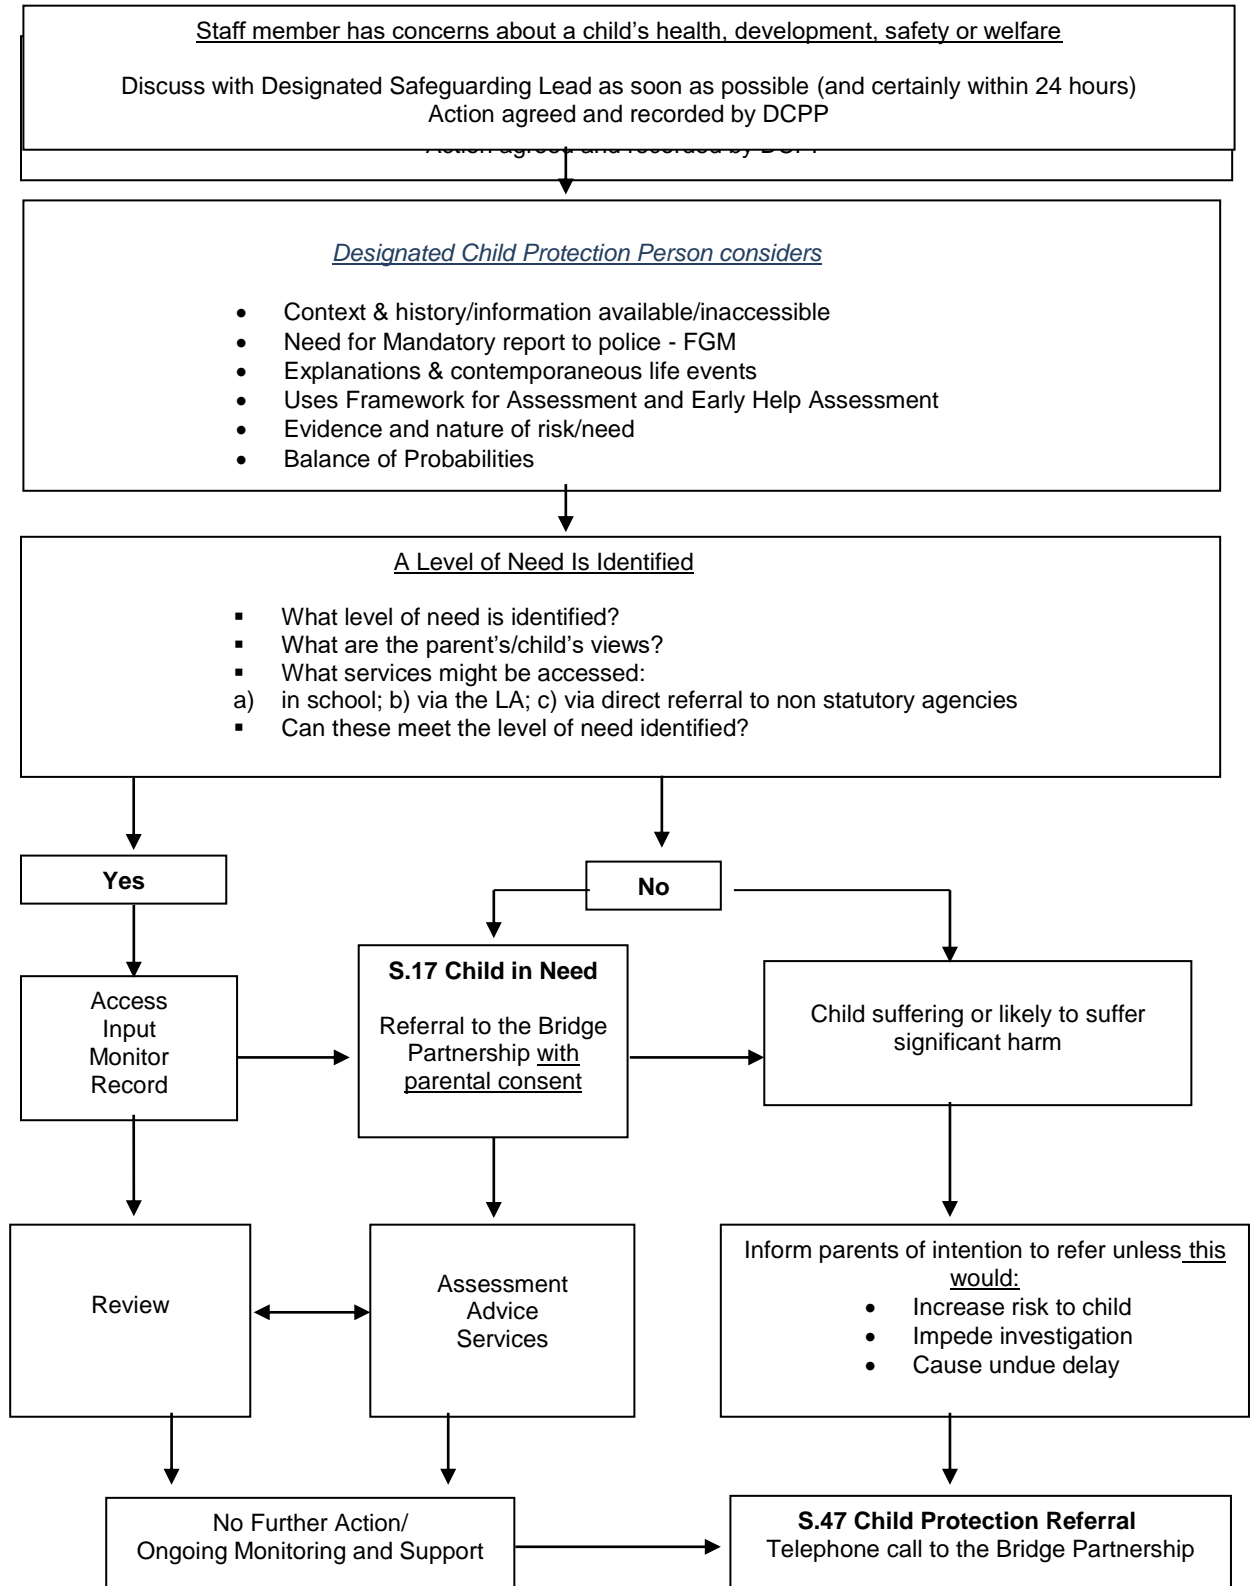 Staff member has concerns about a child’s health, development, safety or welfare
Discuss with Designated Safeguarding Lead as soon as possible (and certainly within 24 hours)
Action agreed and recorded by DCPP
Action agreed and recorded by
Designated Child Protection Person considers
• Context & history/information available/inaccessible
• Need for Mandatory report to police - FGM
• Explanations & contemporaneous life events
• Uses Framework for Assessment and Early Help Assessment
• Evidence and nature of risk/need
• Balance of Probabilities
A Level of Need Is Identified
▪ What level of need is identified?
▪ What are the parent’s/child’s views?
▪ What services might be accessed:
a) in school; b) via the LA; c) via direct referral to non statutory agencies
▪ Can these meet the level of need identified?
Yes
No
Access
Input
Monitor
Record
S.17 Child in Need
Referral to the Bridge
Partnership with
parental consent
Child suffering or likely to suffer
significant harm
Review
Assessment
Advice
Services
Inform parents of intention to refer unless this
would:
• Increase risk to child
• Impede investigation
• Cause undue delay
No Further Action/
Ongoing Monitoring and Support
S.47 Child Protection Referral
Telephone call to the Bridge Partnership